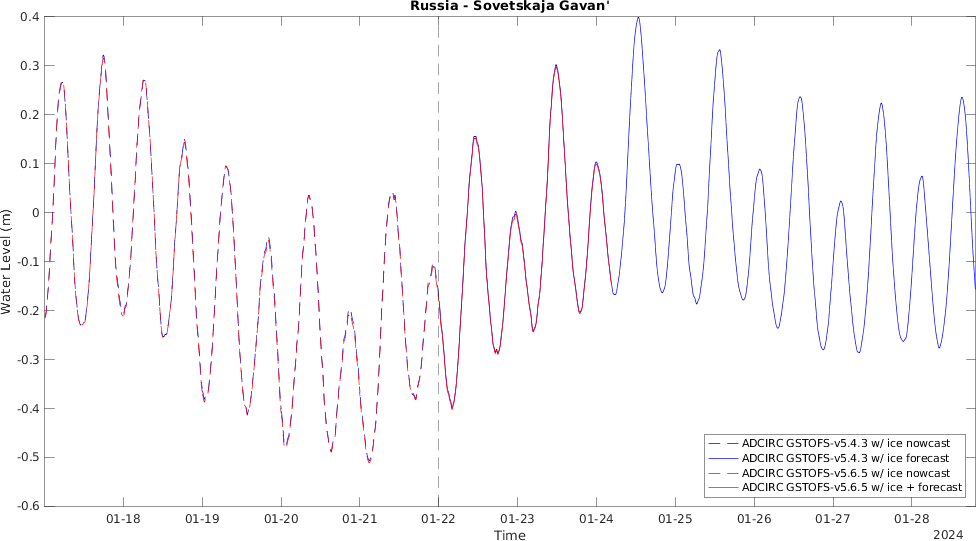 Russia - Sovetskaja Gavan'
0.4
0.3
0.2
0.1
0
-0.1
-0.2
-0.3
-0.4
-0.5
-0.6
Water Level (m)
01-18 01-19 01-20 01-21 01-22 01-23 01-24 01-25 01-26 01-27 01-28
Time
2024
ADCIRC GSTOFS-v5.4.3 w/ ice nowcast
ADCIRC GSTOFS-v5.4.3 w/ ice forecast
ADCIRC GSTOFS-v5.6.5 w/ ice nowcast
ADCIRC GSTOFS-v5.6.5 w/ ice + forecast